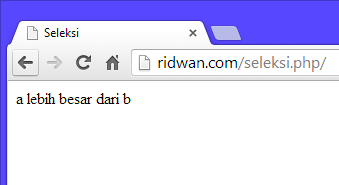 Seleksi
ridwan.com/seleksi.php/
a lebih besar dari b